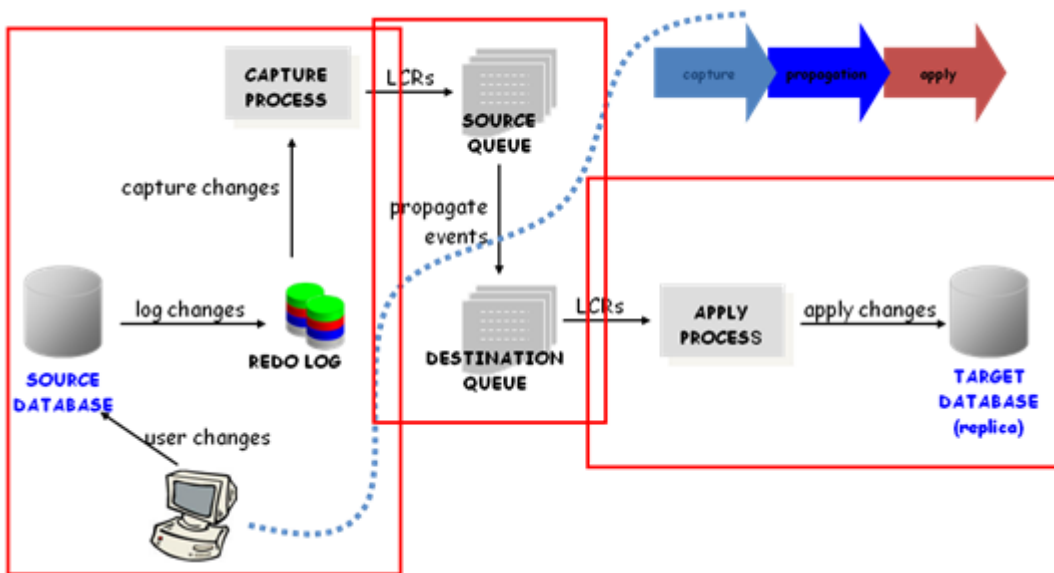 CAPTURE
PROCESS
LCRs
SOURCE
QUEUE
capture
propagation
apply
capture changes
propagate
events
log changes
REDO LOG
SOURCE
DATABASE
user changes
DESTINATION
QUEUE
LCRs
APPLY
PROCESS
apply changes
TARGET
DATABASE
(replica)